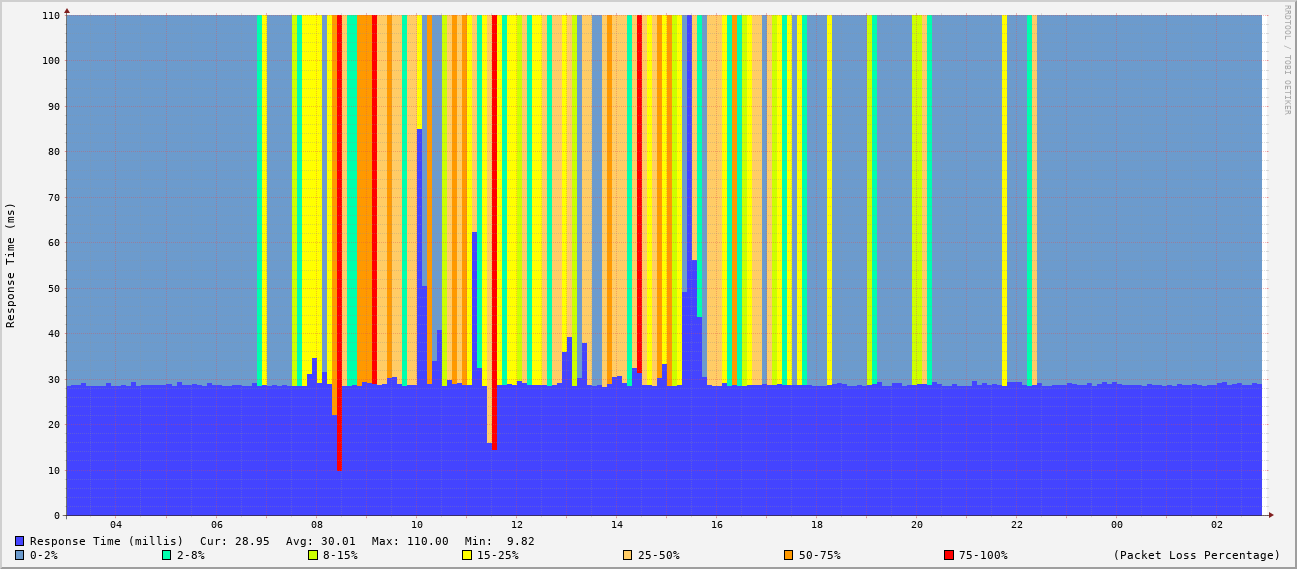 110
100
90
80
70
60
50
40
30
20
10
0
Response Time (ms)
RRDTOOL / TOBI OETIKER
04 06 08 10 12 14 16 18 20 22 00 02
Response Time (millis) Cur: 28.95 Avg: 30.01 Max: 110.00 Min: 9.82
0-2% 2-8% 8-15% 15-25% 25-50% 50-75% 75-100% (Packet Loss Percentage)